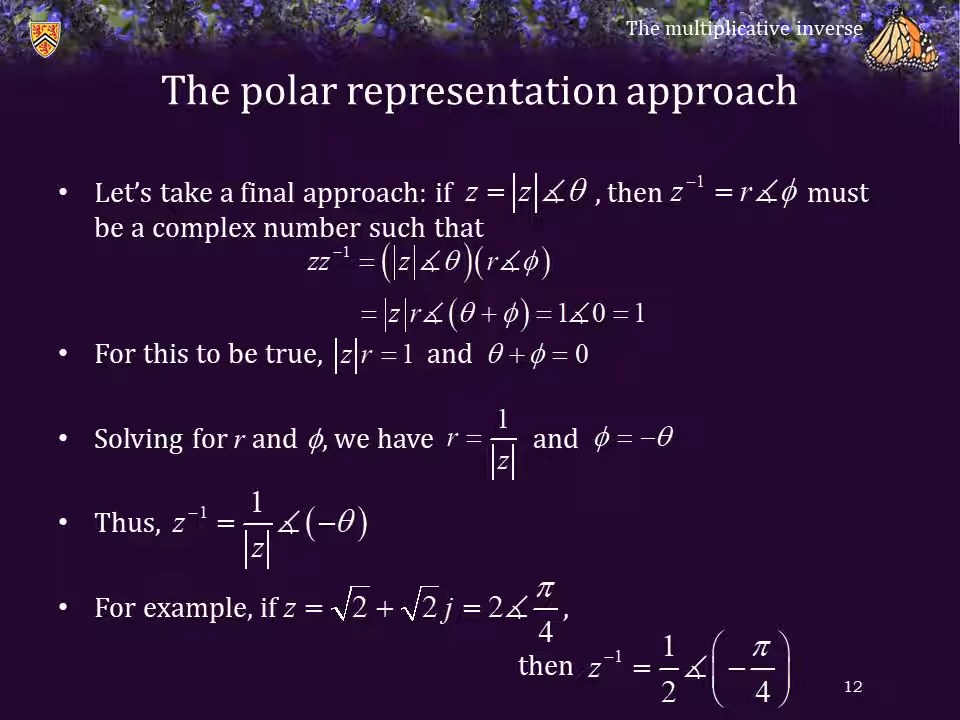 The multiplicative inverse
The polar representation approach
• Let's take a final approach: if z = |z|∡θ , then z⁻¹ = r∡ϕ must
be a complex number such that
zz⁻¹ = (|z|∡θ)(r∡ϕ)
= |z|r∡(θ + ϕ) = 1∡0 = 1
• For this to be true, |z|r = 1 and θ + ϕ = 0
• Solving for r and ϕ, we have r = 1/|z| and ϕ = −θ
• Thus, z⁻¹ = 1/|z| ∡(−θ)
• For example, if z = √2 + √2 j = 2∡π/4,
then z⁻¹ = 1/2 ∡(−π/4)
12